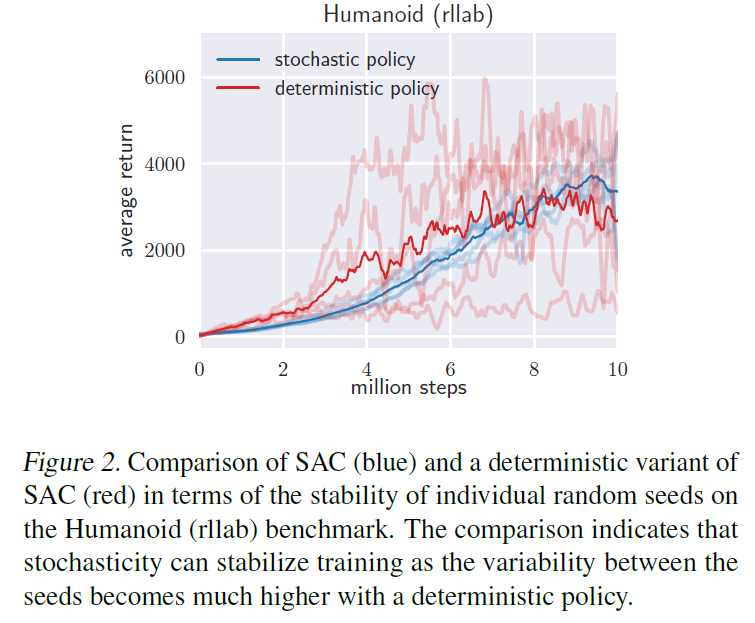 Humanoid (rllab)
stochastic policy
deterministic policy
average return
6000
4000
2000
0
0 2 4 6 8 10
million steps
Figure 2. Comparison of SAC (blue) and a deterministic variant of
SAC (red) in terms of the stability of individual random seeds on
the Humanoid (rllab) benchmark. The comparison indicates that
stochasticity can stabilize training as the variability between the
seeds becomes much higher with a deterministic policy.